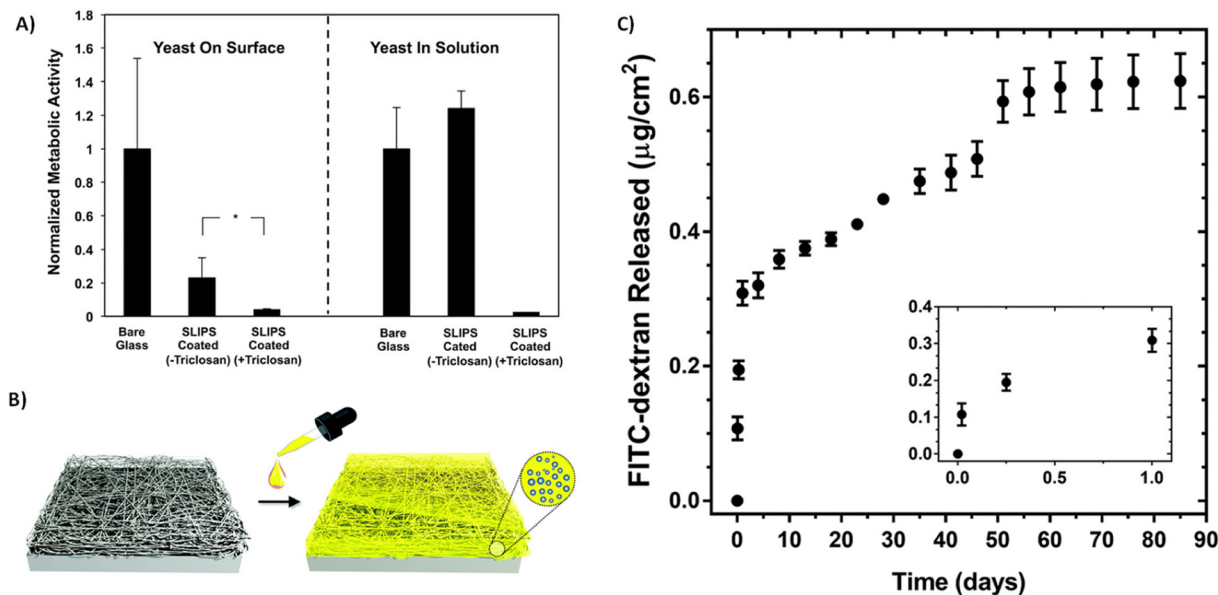 A)
Normalized Metabolic Activity
1.8
1.6
1.4
1.2
1
0.8
0.6
0.4
0.2
0
Yeast On Surface
Yeast In Solution
*
Bare
Glass
SLIPS
Coated
(-Triclosan)
SLIPS
Coated
(+Triclosan)
Bare
Glass
SLIPS
Cated
(-Triclosan)
SLIPS
Coated
(+Triclosan)
B)
C)
FITC-dextran Released (μg/cm²)
0.6
0.4
0.2
0.0
0 10 20 30 40 50 60 70 80 90
Time (days)
0.4
0.3
0.2
0.1
0.0
0.0 0.5 1.0